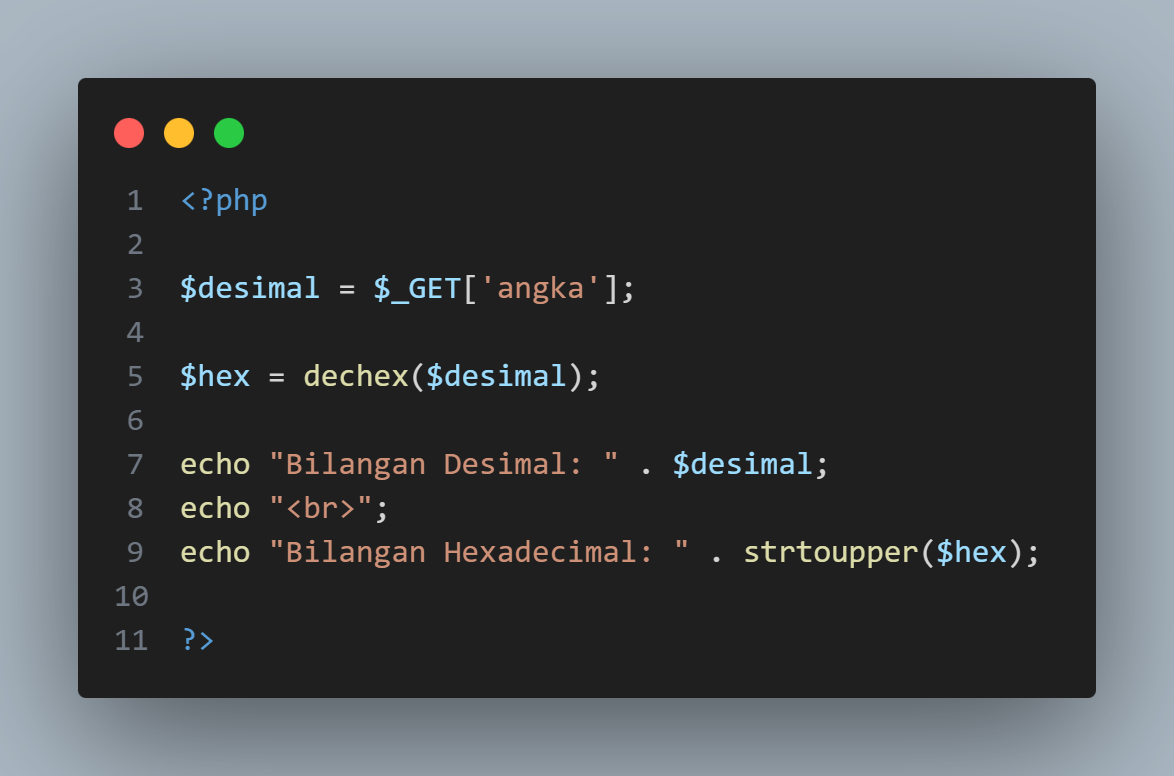 1 <?php
2
3 $desimal = $_GET['angka'];
4
5 $hex = dechex($desimal);
6
7 echo "Bilangan Desimal: " . $desimal;
8 echo "<br>";
9 echo "Bilangan Hexadecimal: " . strtoupper($hex);
10
11 ?>